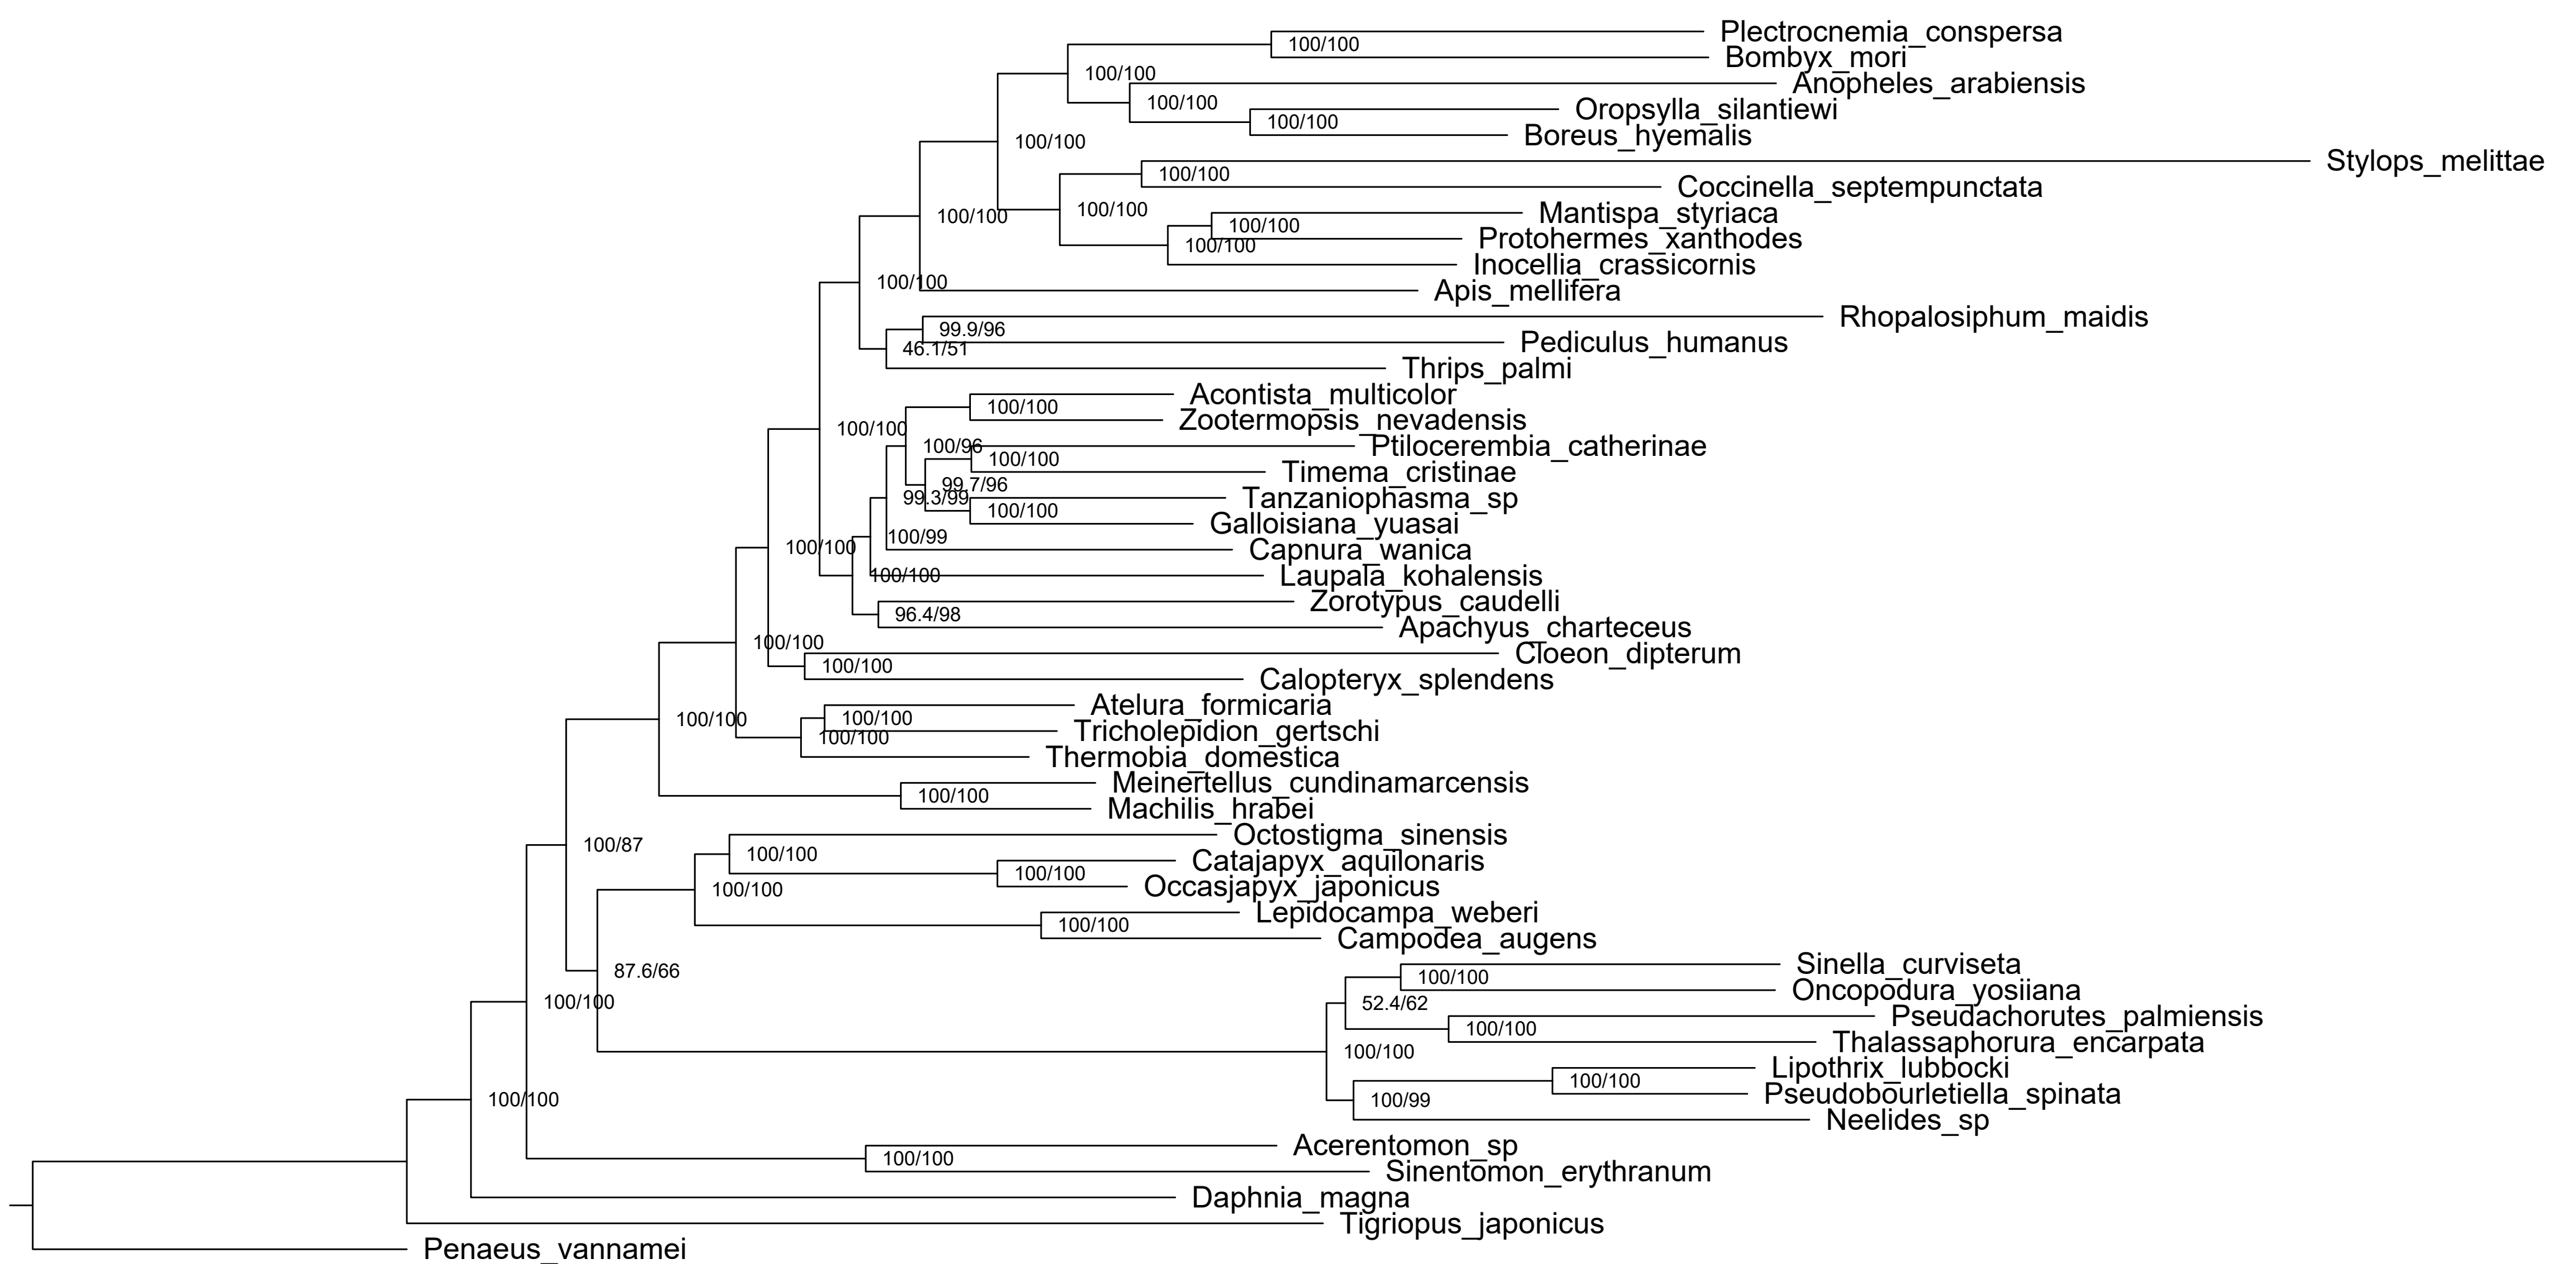 Plectrocnemia_conspersa
100/100
Bombyx_mori
100/100
Anopheles_arabiensis
100/100
Oropsylla_silantiewi
100/100
Boreus_hyemalis
100/100
Stylops_melittae
100/100
Coccinella_septempunctata
100/100
Mantispa_styriaca
100/100
100/100
Protohermes_xanthodes
100/100
Inocellia_crassicornis
100/100
Apis_mellifera
Rhopalosiphum_maidis
99.9/96
Pediculus_humanus
46.1/51
Thrips_palmi
Acontista_multicolor
100/100
Zootermopsis_nevadensis
100/100
100/96
Ptilocerembia_catherinae
100/100
Timema_cristinae
99.7/96
99.3/99
Tanzaniophasma_sp
100/100
Galloisiana_yuasai
100/99
100/100
Capnura_wanica
100/100
Laupala_kohalensis
Zorotypus_caudelli
96.4/98
Apachyus_charteceus
100/100
Cloeon_dipterum
100/100
Calopteryx_splendens
Atelura_formicaria
100/100
100/100
Tricholepidion_gertschi
100/100
Thermobia_domestica
Meinertellus_cundinamarcensis
100/100
Machilis_hrabei
Octostigma_sinensis
100/87
100/100
Catajapyx_aquilonaris
100/100
Occasjapyx_japonicus
100/100
Lepidocampa_weberi
100/100
Campodea_augens
Sinella_curviseta
87.6/66
100/100
Oncopodura_yosiiana
100/100
52.4/62
Pseudachorutes_palmiensis
100/100
Thalassaphorura_encarpata
100/100
Lipothrix_lubbocki
100/100
Pseudobourletiella_spinata
100/100
100/99
Neelides_sp
Acerentomon_sp
100/100
Sinentomon_erythranum
Daphnia_magna
Tigriopus_japonicus
Penaeus_vannamei